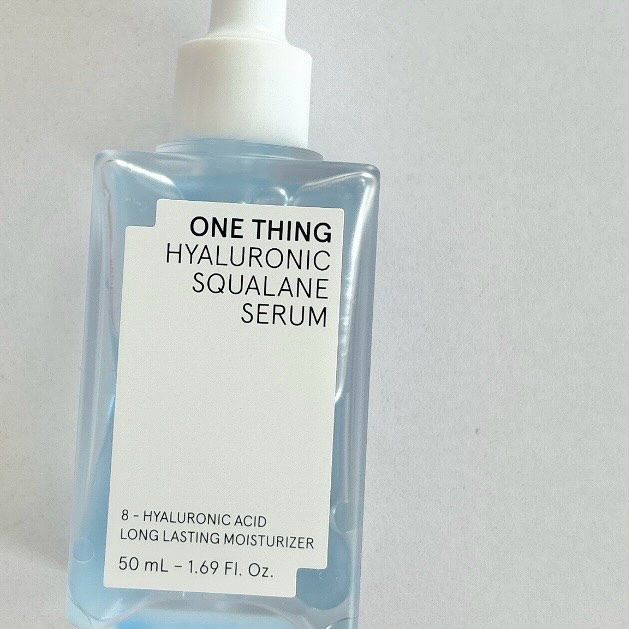 ONE THING
HYALURONIC
SQUALANE
SERUM
8 - HYALURONIC ACID
LONG LASTING MOISTURIZER
50 mL – 1.69 Fl. Oz.